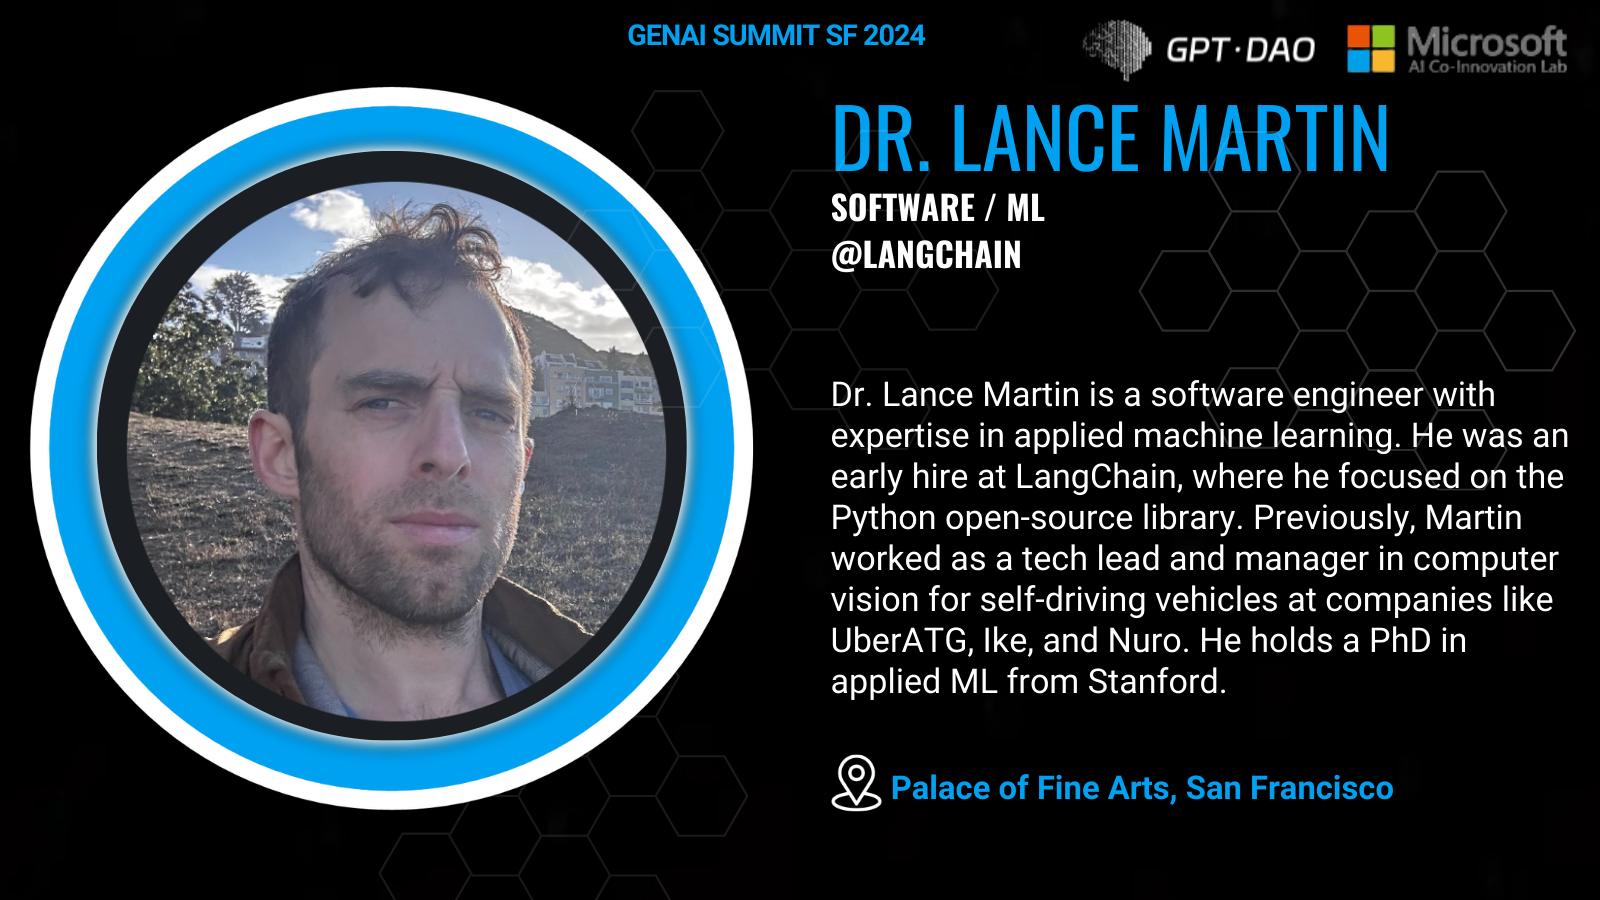 GENAI SUMMIT SF 2024
GPT·DAO
Microsoft
AI Co-Innovation Lab
DR. LANCE MARTIN
SOFTWARE / ML
@LANGCHAIN
Dr. Lance Martin is a software engineer with
expertise in applied machine learning. He was an
early hire at LangChain, where he focused on the
Python open-source library. Previously, Martin
worked as a tech lead and manager in computer
vision for self-driving vehicles at companies like
UberATG, Ike, and Nuro. He holds a PhD in
applied ML from Stanford.
Palace of Fine Arts, San Francisco